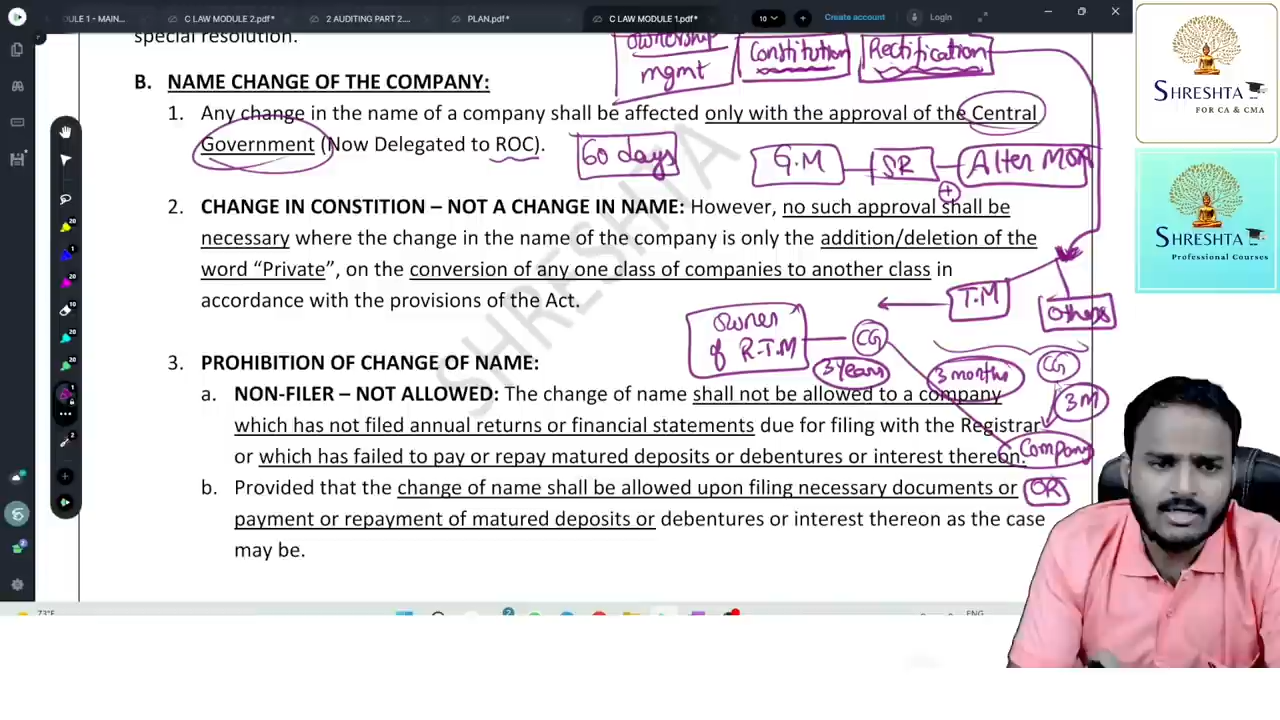 ULE 1 - MAIN...
C LAW MODULE 2.pdf*
2 AUDITING PART 2....
PLAN.pdf*
C LAW MODULE 1.pdf*
10
Create account
Login
special resolution.
ownership
mgmt
Constitution
Rectification
B. NAME CHANGE OF THE COMPANY:
1. Any change in the name of a company shall be affected only with the approval of the Central
Government (Now Delegated to ROC).
60 days
G.M
SR
Alter MOA
2. CHANGE IN CONSTITION – NOT A CHANGE IN NAME: However, no such approval shall be
necessary where the change in the name of the company is only the addition/deletion of the
word “Private”, on the conversion of any one class of companies to another class in
accordance with the provisions of the Act.
T.M
Others
Owner
of R.T.M
CG
3 Years
3 months
CG
3M
Company
3 PROHIBITION OF CHANGE OF NAME:
a. NON-FILER – NOT ALLOWED: The change of name shall not be allowed to a company
which has not filed annual returns or financial statements due for filing with the Registrar
or which has failed to pay or repay matured deposits or debentures or interest thereon.
b. Provided that the change of name shall be allowed upon filing necessary documents or
OR
payment or repayment of matured deposits or debentures or interest thereon as the case
may be.
SHRESHTA
SHRESHTA
FOR CA & CMA
SHRESHTA
Professional Courses
73°F
ENG